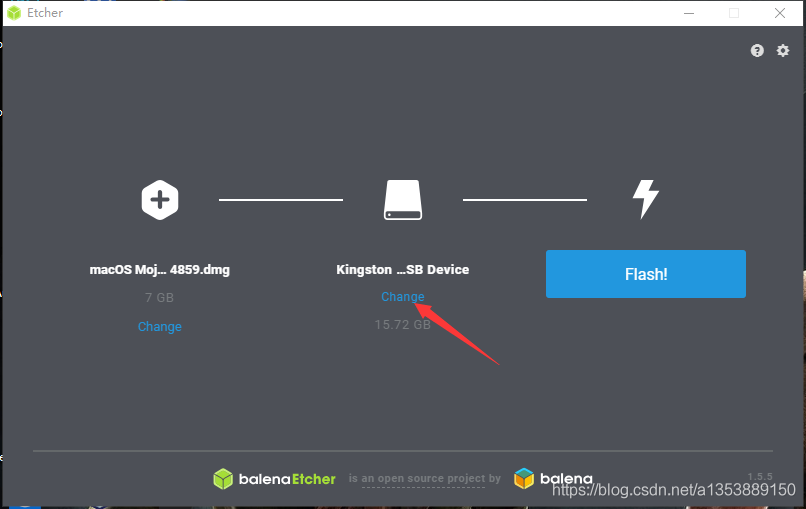 Etcher
macOS Moj... 4859.dmg
7 GB
Change
Kingston ...SB Device
Change
15.72 GB
Flash!
balenaEtcher is an open source project by balena
1.5.5
https://blog.csdn.net/a1353889150